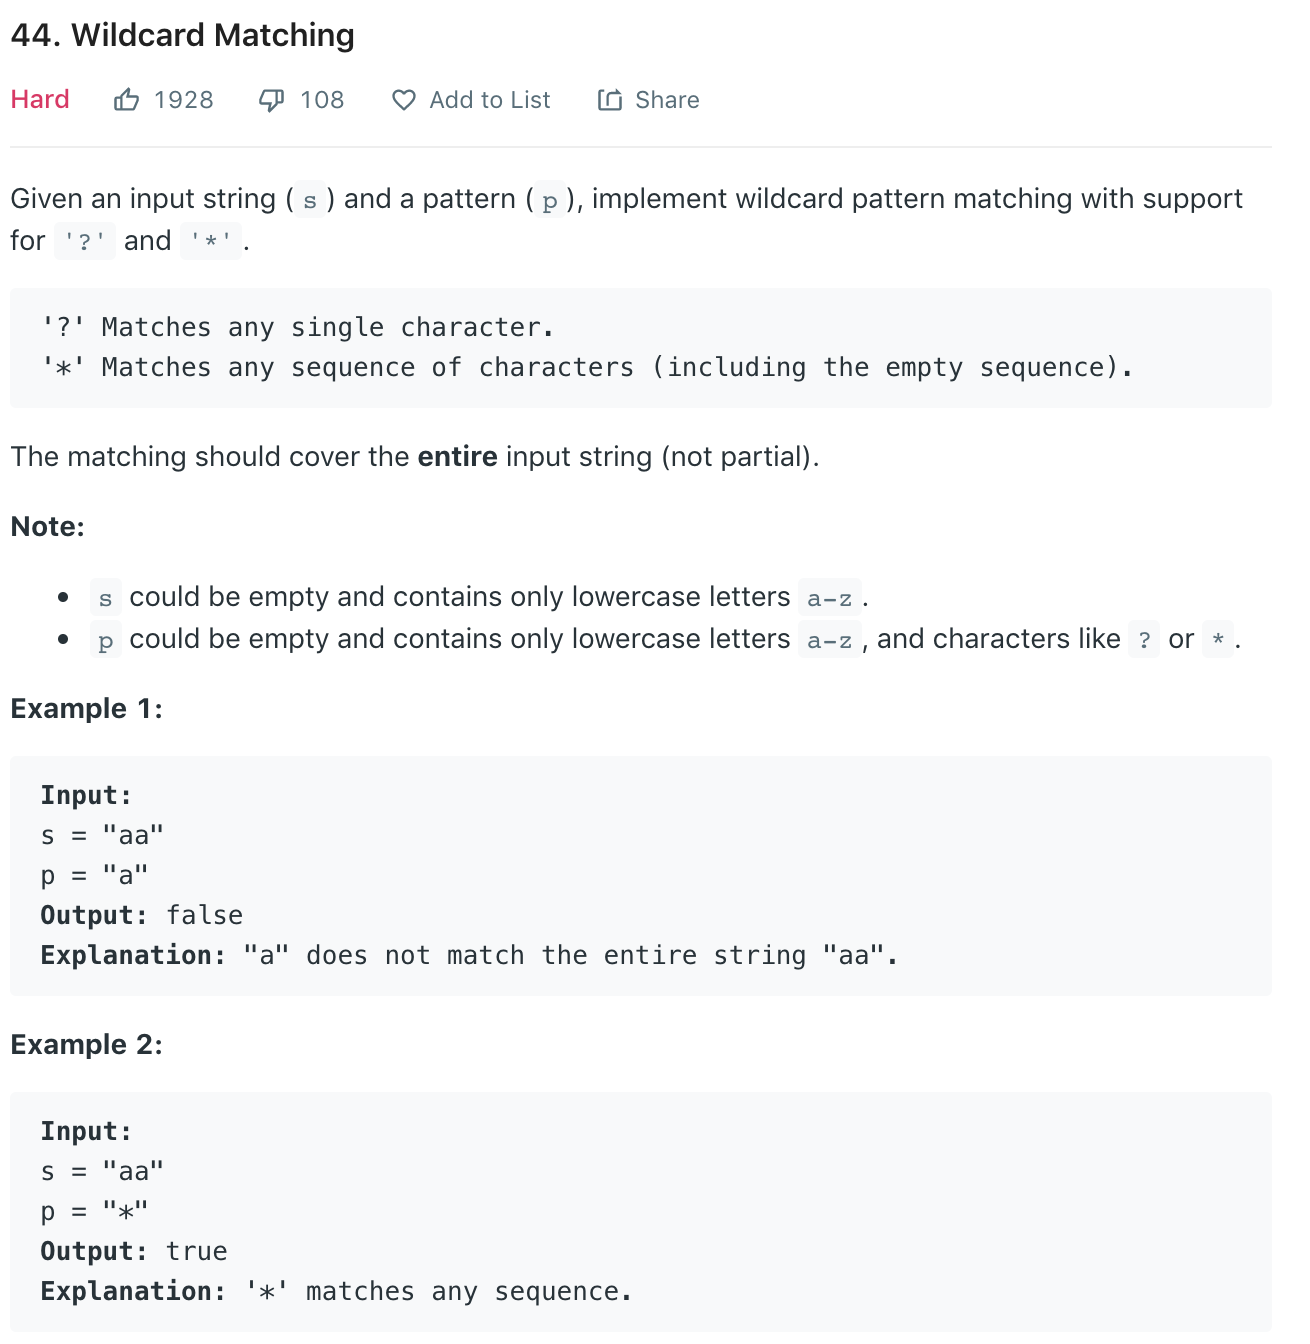 44. Wildcard Matching
Hard 1928 108 Add to List Share
Given an input string (s) and a pattern (p), implement wildcard pattern matching with support
for '?' and '*'.
'?' Matches any single character.
'*' Matches any sequence of characters (including the empty sequence).
The matching should cover the entire input string (not partial).
Note:
• s could be empty and contains only lowercase letters a-z.
• p could be empty and contains only lowercase letters a-z, and characters like ? or *.
Example 1:
Input:
s = "aa"
p = "a"
Output: false
Explanation: "a" does not match the entire string "aa".
Example 2:
Input:
s = "aa"
p = "*"
Output: true
Explanation: '*' matches any sequence.